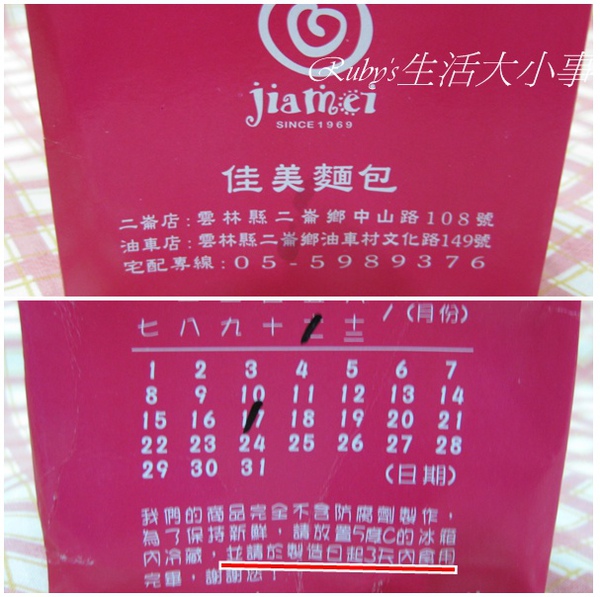 Ruby's 生活大小事
jiamei
SINCE 1969
佳美麵包
二崙店:雲林縣二崙鄉中山路108號
油車店:雲林縣二崙鄉油車村文化路149號
宅配專線:05-5989376
七 八 九 十 十二 /(月份)
1 2 3 4 5 6 7
8 9 10 11 12 13 14
15 16 17 18 19 20 21
22 23 24 25 26 27 28
29 30 31 (日期)
我們的商品完全不含防腐劑製作,
為了保持新鮮,請放置5度C的冰箱
內冷藏,並請於製造日起3天內食用
完畢,謝謝您!